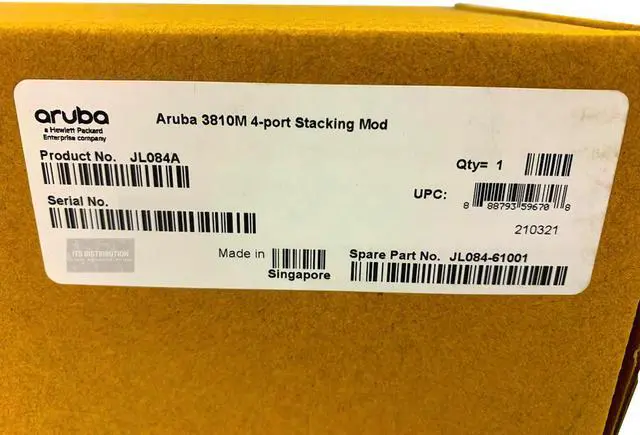 aruba
a Hewlett Packard
Enterprise company
Aruba 3810M 4-port Stacking Mod
Product No. JL084A
Qty= 1
Serial No.
UPC:
8 88793 59670 8
210321
ITS DISTRIBUTION
Made in
Singapore
Spare Part No. JL084-61001